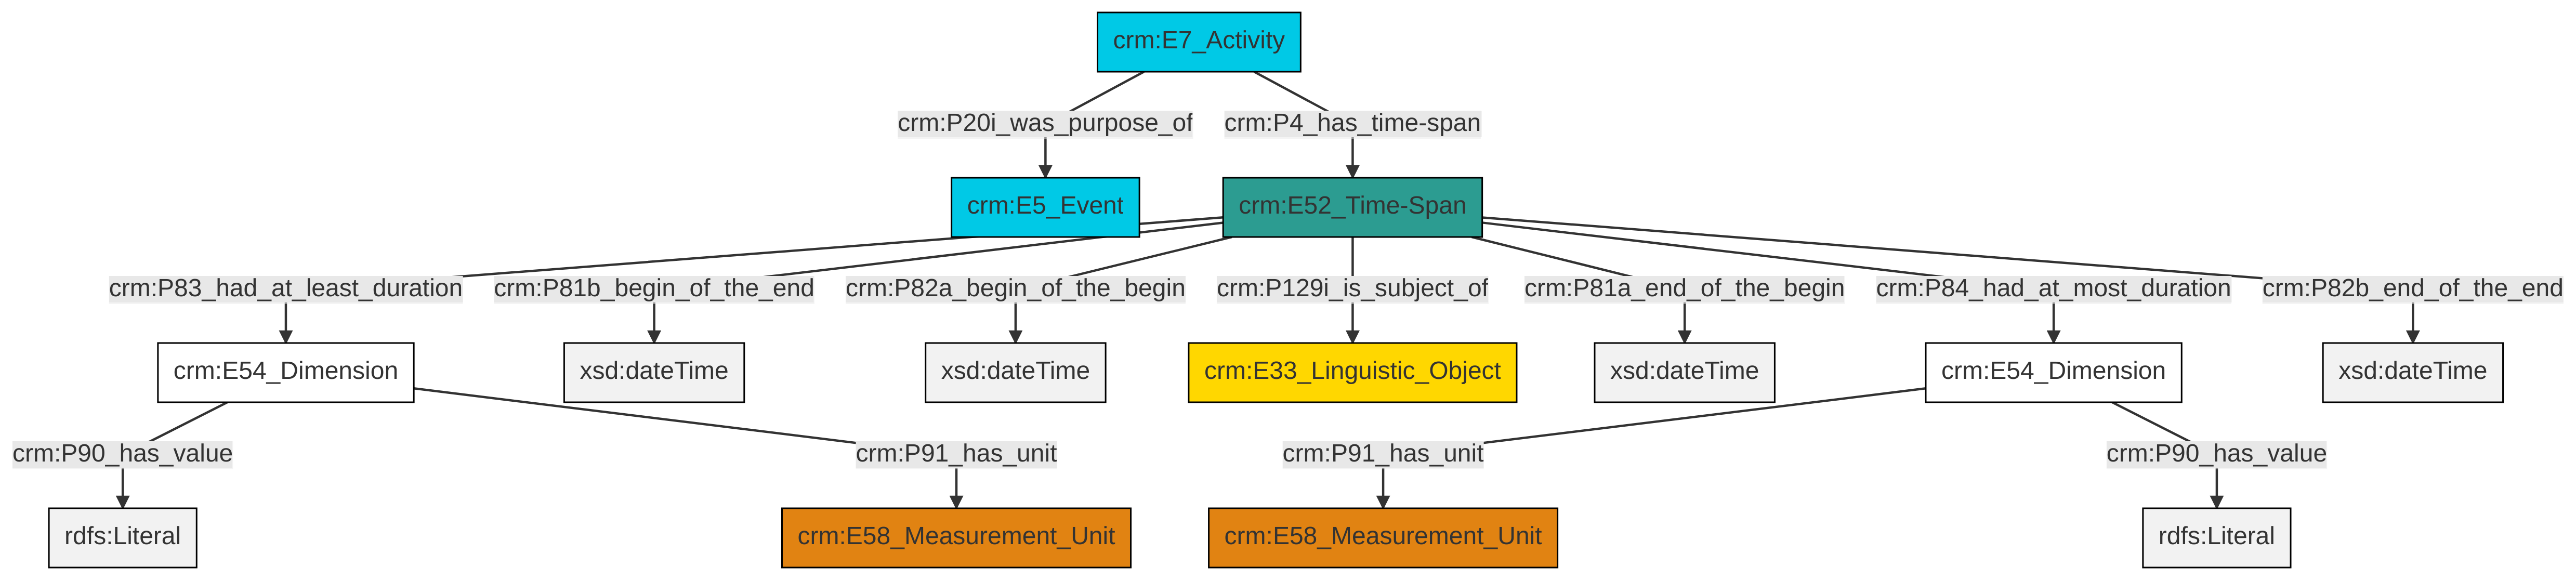 crm:E7_Activity
crm:P20i_was_purpose_of
crm:P4_has_time-span
crm:E5_Event
crm:E52_Time-Span
crm:P83_had_at_least_duration
crm:P81b_begin_of_the_end
crm:P82a_begin_of_the_begin
crm:P129i_is_subject_of
crm:P81a_end_of_the_begin
crm:P84_had_at_most_duration
crm:P82b_end_of_the_end
crm:E54_Dimension
xsd:dateTime
xsd:dateTime
crm:E33_Linguistic_Object
xsd:dateTime
crm:E54_Dimension
xsd:dateTime
crm:P90_has_value
crm:P91_has_unit
crm:P91_has_unit
crm:P90_has_value
rdfs:Literal
crm:E58_Measurement_Unit
crm:E58_Measurement_Unit
rdfs:Literal